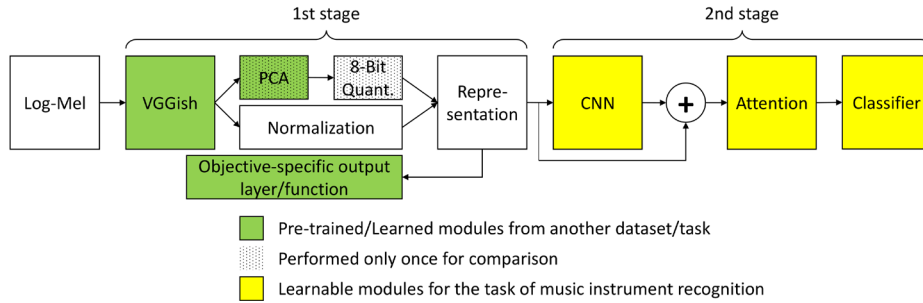 1st stage
2nd stage
Log-Mel
VGGish
PCA
8-Bit
Quant.
Normalization
Repre-
sentation
CNN
+
Attention
Classifier
Objective-specific output
layer/function
Pre-trained/Learned modules from another dataset/task
Performed only once for comparison
Learnable modules for the task of music instrument recognition